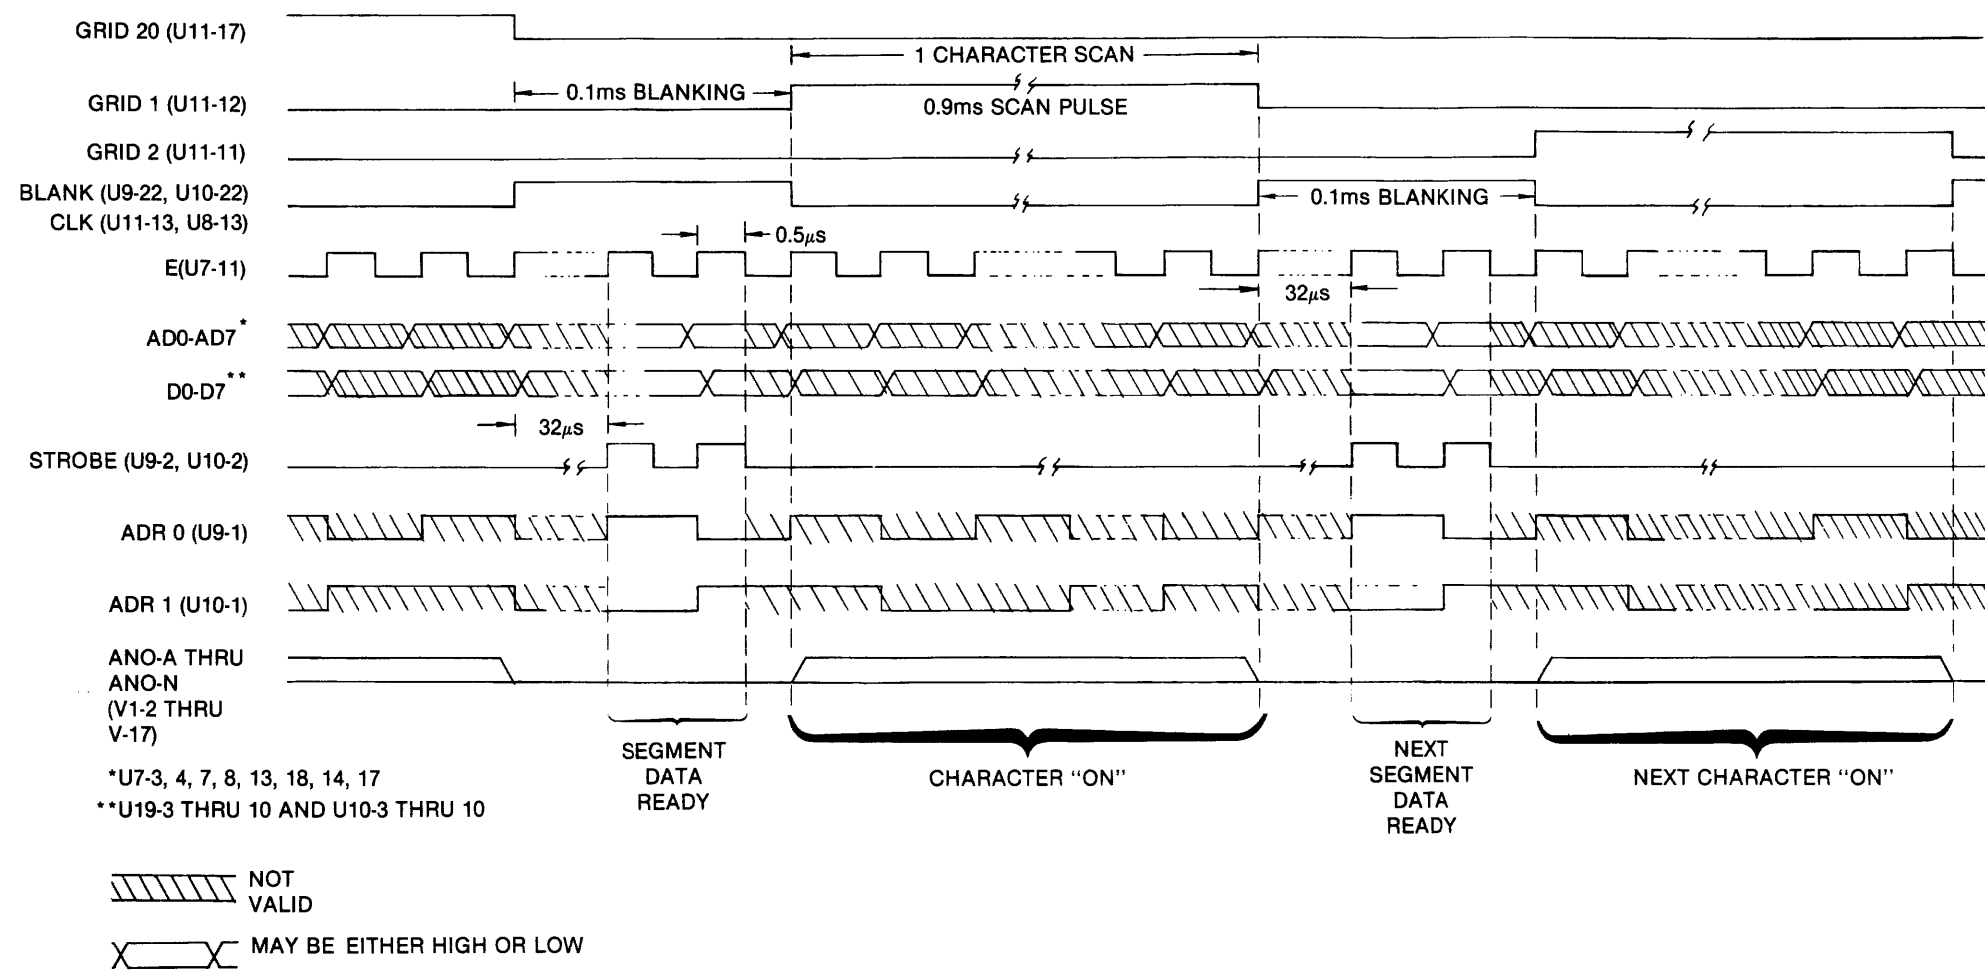 GRID 20 (U11-17)
1 CHARACTER SCAN
0.1ms BLANKING
GRID 1 (U11-12)
0.9ms SCAN PULSE
GRID 2 (U11-11)
BLANK (U9-22, U10-22)
0.1ms BLANKING
CLK (U11-13, U8-13)
0.5μs
E(U7-11)
32μs
AD0-AD7*
D0-D7**
32μs
STROBE (U9-2, U10-2)
ADR 0 (U9-1)
ADR 1 (U10-1)
ANO-A THRU
ANO-N
(V1-2 THRU
V-17)
SEGMENT
DATA
READY
CHARACTER “ON”
NEXT
SEGMENT
DATA
READY
NEXT CHARACTER “ON”
*U7-3, 4, 7, 8, 13, 18, 14, 17
**U19-3 THRU 10 AND U10-3 THRU 10
NOT
VALID
MAY BE EITHER HIGH OR LOW